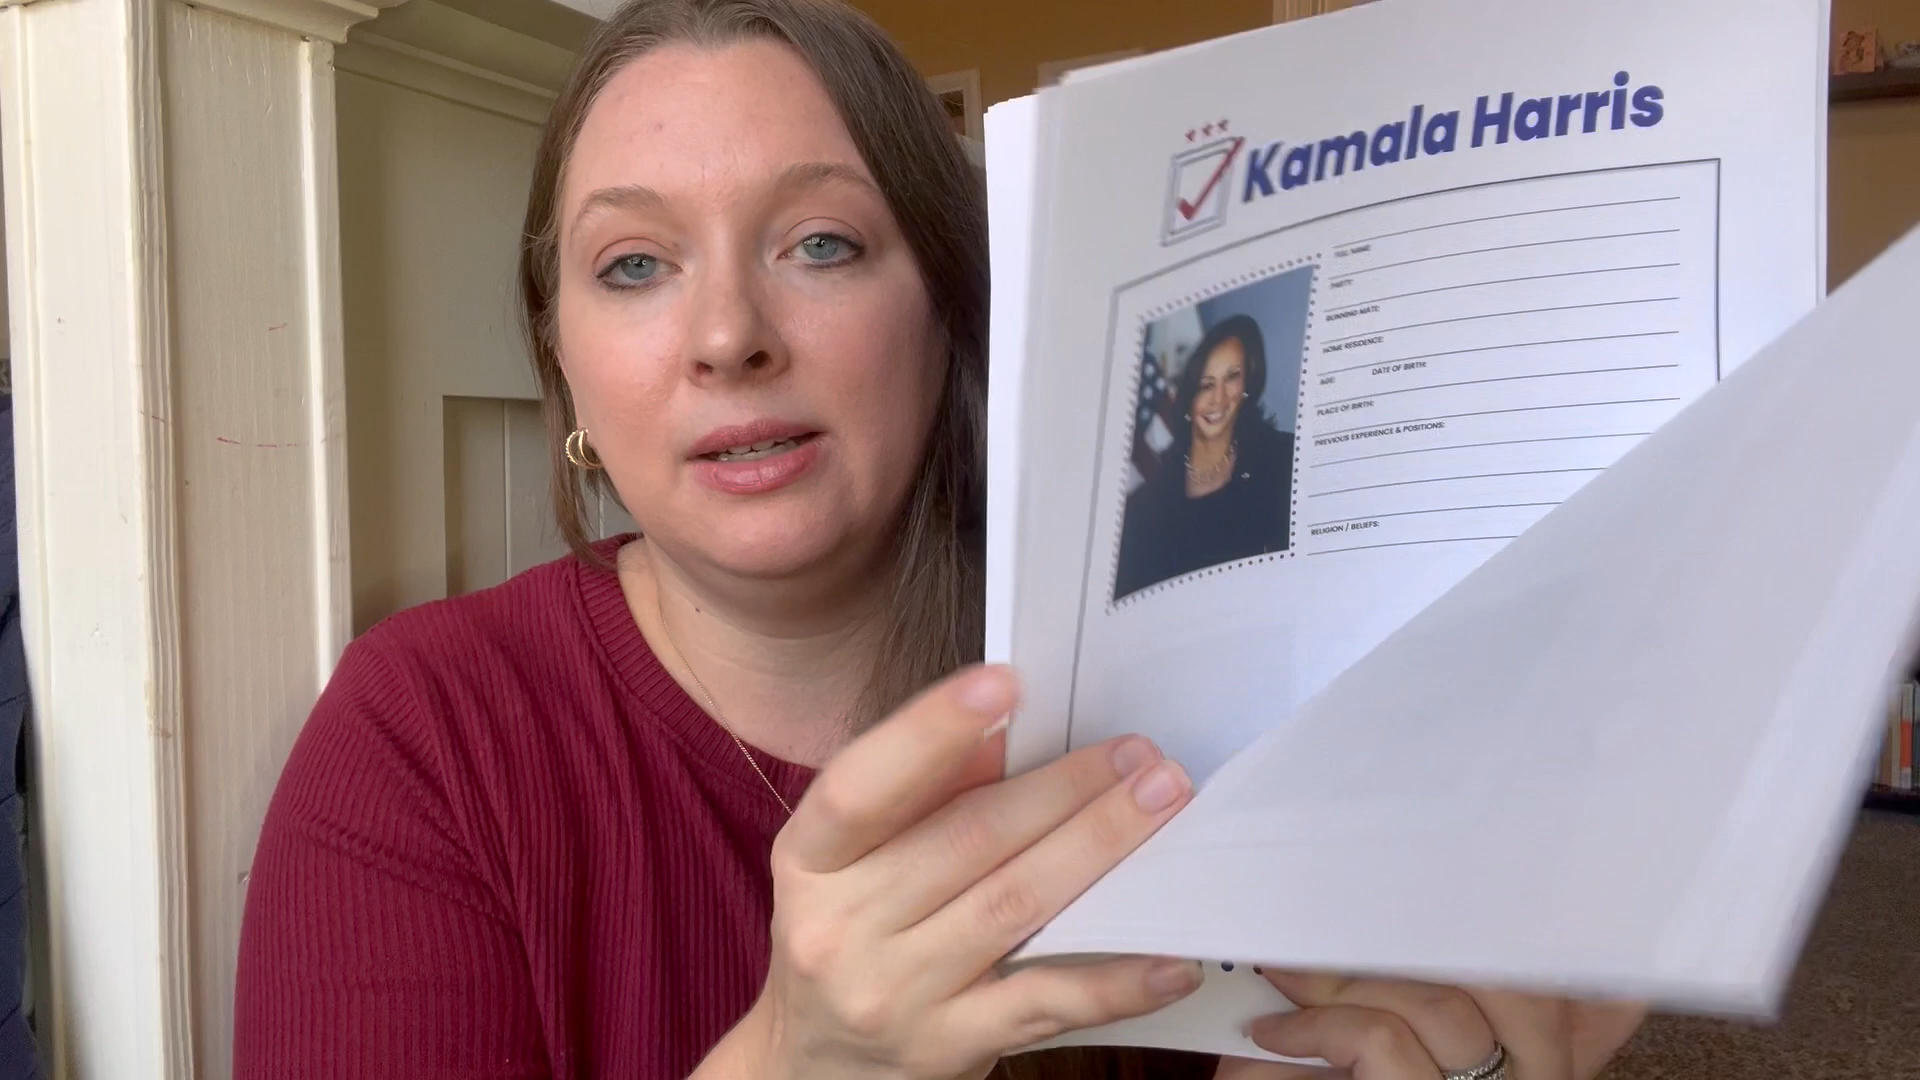 Kamala Harris
FULL NAME:
PARTY:
RUNNING MATE:
HOME RESIDENCE:
AGE: DATE OF BIRTH:
PLACE OF BIRTH:
PREVIOUS EXPERIENCE & POSITIONS:
RELIGION / BELIEFS: